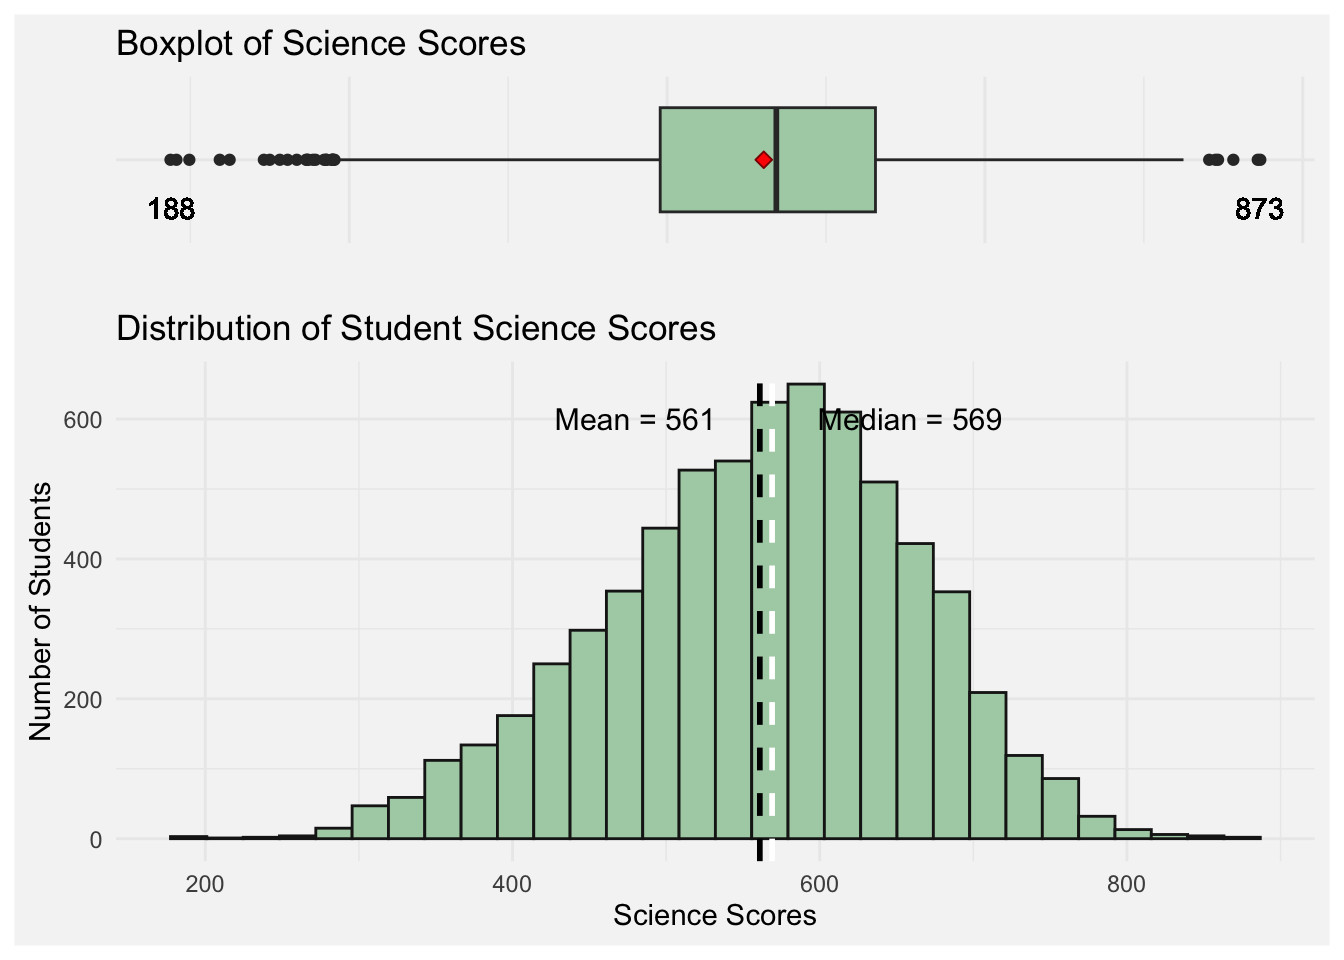 Boxplot of Science Scores
188
873
Distribution of Student Science Scores
Mean = 561
Median = 569
600
400
200
0
Number of Students
200
400
600
800
Science Scores